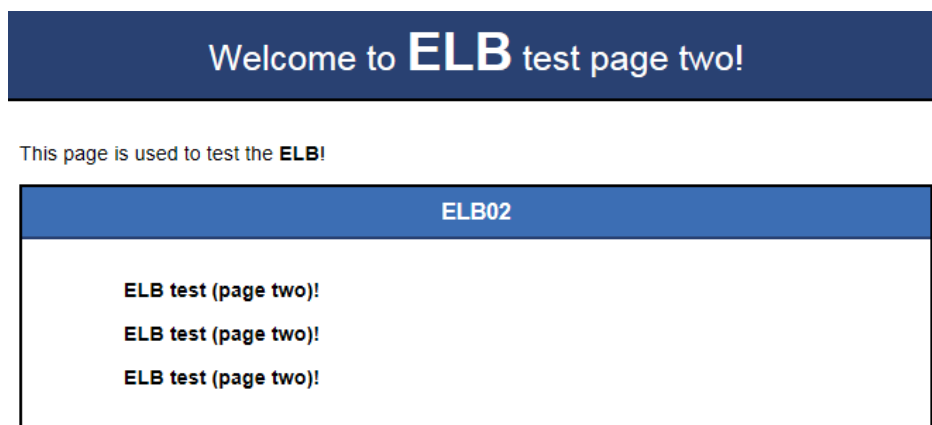 Welcome to ELB test page two!
This page is used to test the ELB!
ELB02
ELB test (page two)!
ELB test (page two)!
ELB test (page two)!